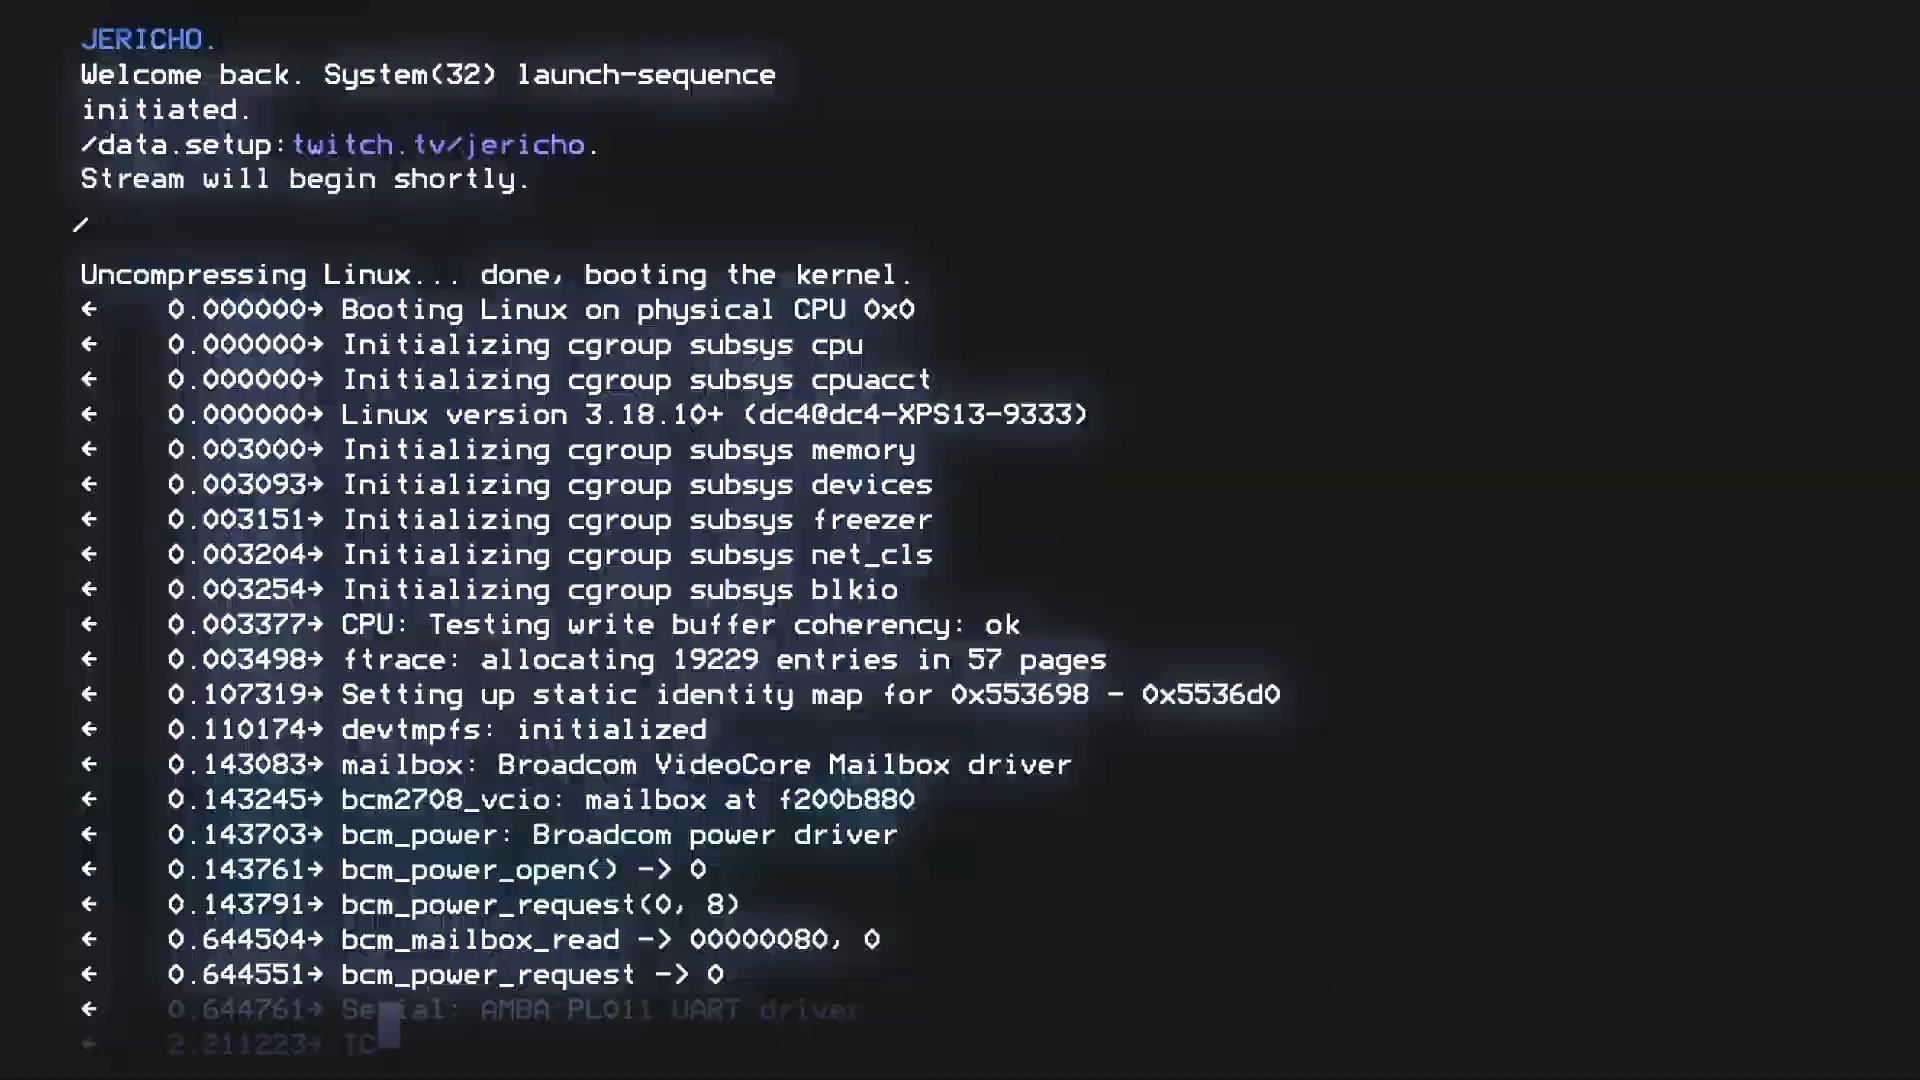 JERICHO.
Welcome back. System(32) launch-sequence
initiated.
/data.setup:twitch.tv/jericho.
Stream will begin shortly.
/
Uncompressing Linux... done, booting the kernel.
← 0.000000→ Booting Linux on physical CPU 0x0
← 0.000000→ Initializing cgroup subsys cpu
← 0.000000→ Initializing cgroup subsys cpuacct
← 0.000000→ Linux version 3.18.10+ (dc4@dc4-XPS13-9333)
← 0.003000→ Initializing cgroup subsys memory
← 0.003093→ Initializing cgroup subsys devices
← 0.003151→ Initializing cgroup subsys freezer
← 0.003204→ Initializing cgroup subsys net_cls
← 0.003254→ Initializing cgroup subsys blkio
← 0.003377→ CPU: Testing write buffer coherency: ok
← 0.003498→ ftrace: allocating 19229 entries in 57 pages
← 0.107319→ Setting up static identity map for 0x553698 - 0x5536d0
← 0.110174→ devtmpfs: initialized
← 0.143083→ mailbox: Broadcom VideoCore Mailbox driver
← 0.143245→ bcm2708_vcio: mailbox at f200b880
← 0.143703→ bcm_power: Broadcom power driver
← 0.143761→ bcm_power_open() -> 0
← 0.143791→ bcm_power_request(0, 8)
← 0.644504→ bcm_mailbox_read -> 00000080, 0
← 0.644551→ bcm_power_request -> 0
← 0.644761→ Serial: AMBA PL011 UART driver
← 2.211223→ TC